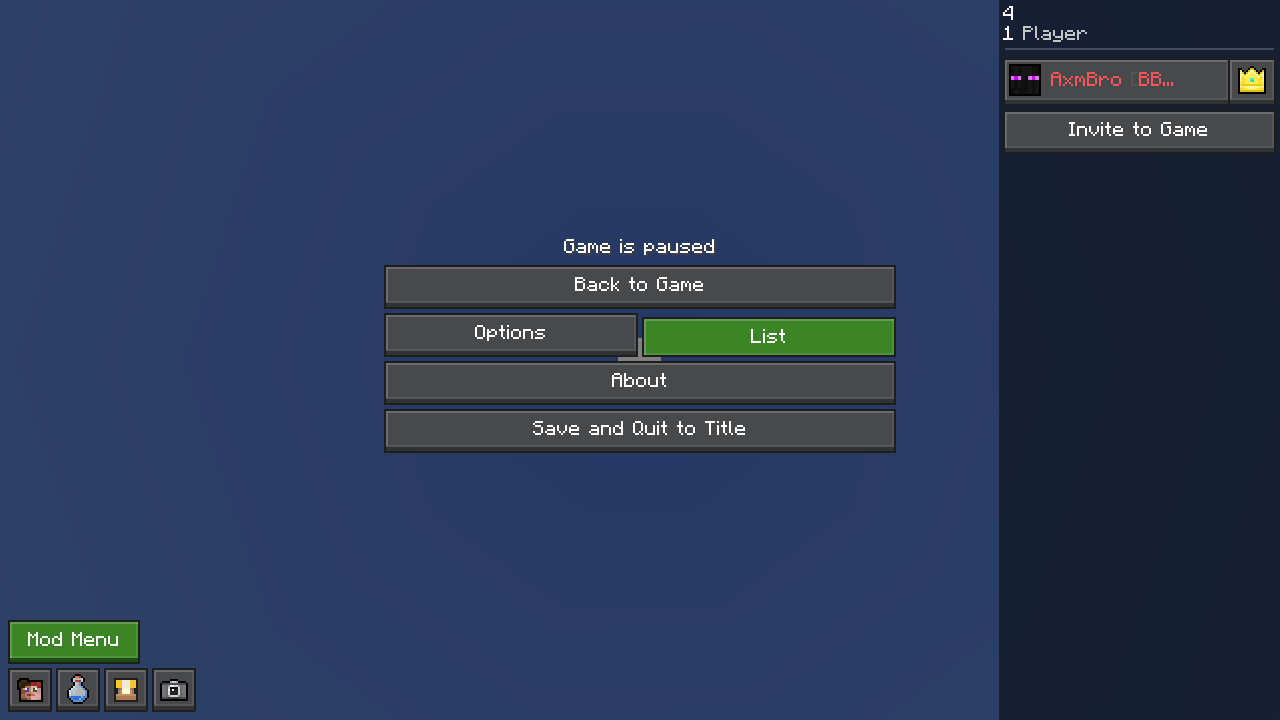 4
1 Player
AxmBro BB...
Invite to Game
Game is paused
Back to Game
Options
List
About
Save and Quit to Title
Mod Menu